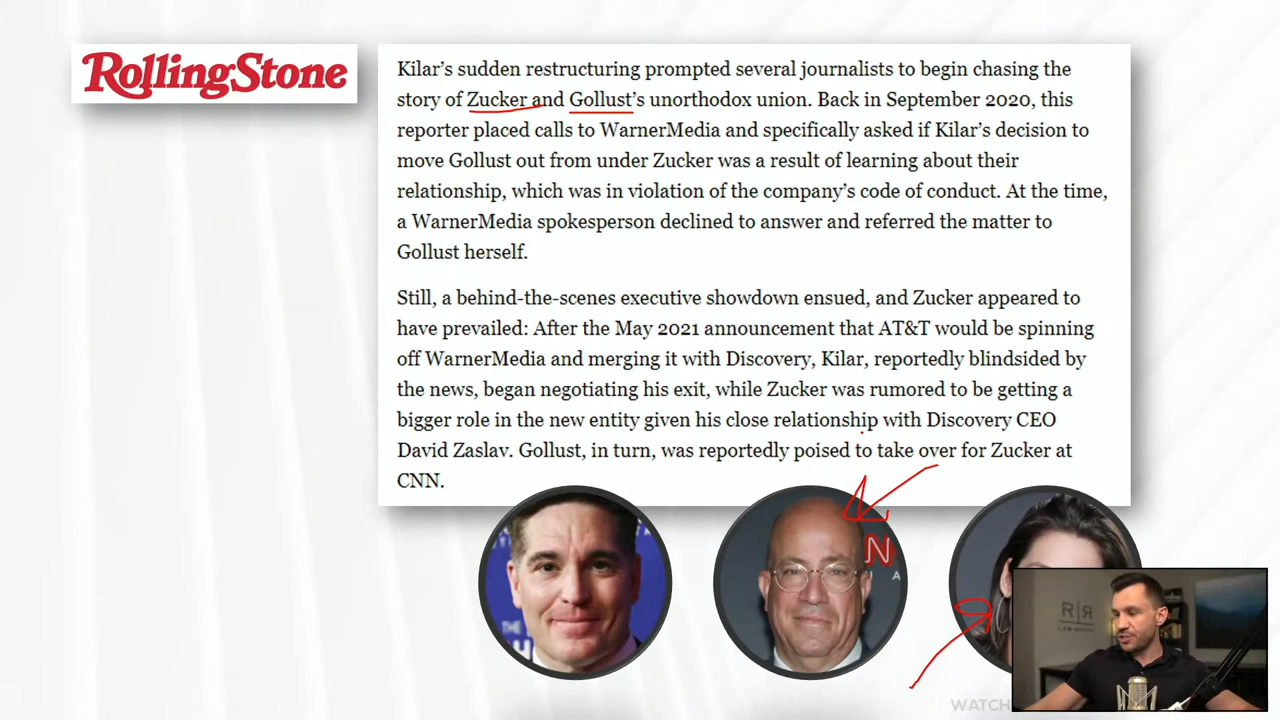 RollingStone
Kilar’s sudden restructuring prompted several journalists to begin chasing the
story of Zucker and Gollust’s unorthodox union. Back in September 2020, this
reporter placed calls to WarnerMedia and specifically asked if Kilar’s decision to
move Gollust out from under Zucker was a result of learning about their
relationship, which was in violation of the company’s code of conduct. At the time,
a WarnerMedia spokesperson declined to answer and referred the matter to
Gollust herself.
Still, a behind-the-scenes executive showdown ensued, and Zucker appeared to
have prevailed: After the May 2021 announcement that AT&T would be spinning
off WarnerMedia and merging it with Discovery, Kilar, reportedly blindsided by
the news, began negotiating his exit, while Zucker was rumored to be getting a
bigger role in the new entity given his close relationship with Discovery CEO
David Zaslav. Gollust, in turn, was reportedly poised to take over for Zucker at
CNN.
N
A
THE
R|R
WATCH